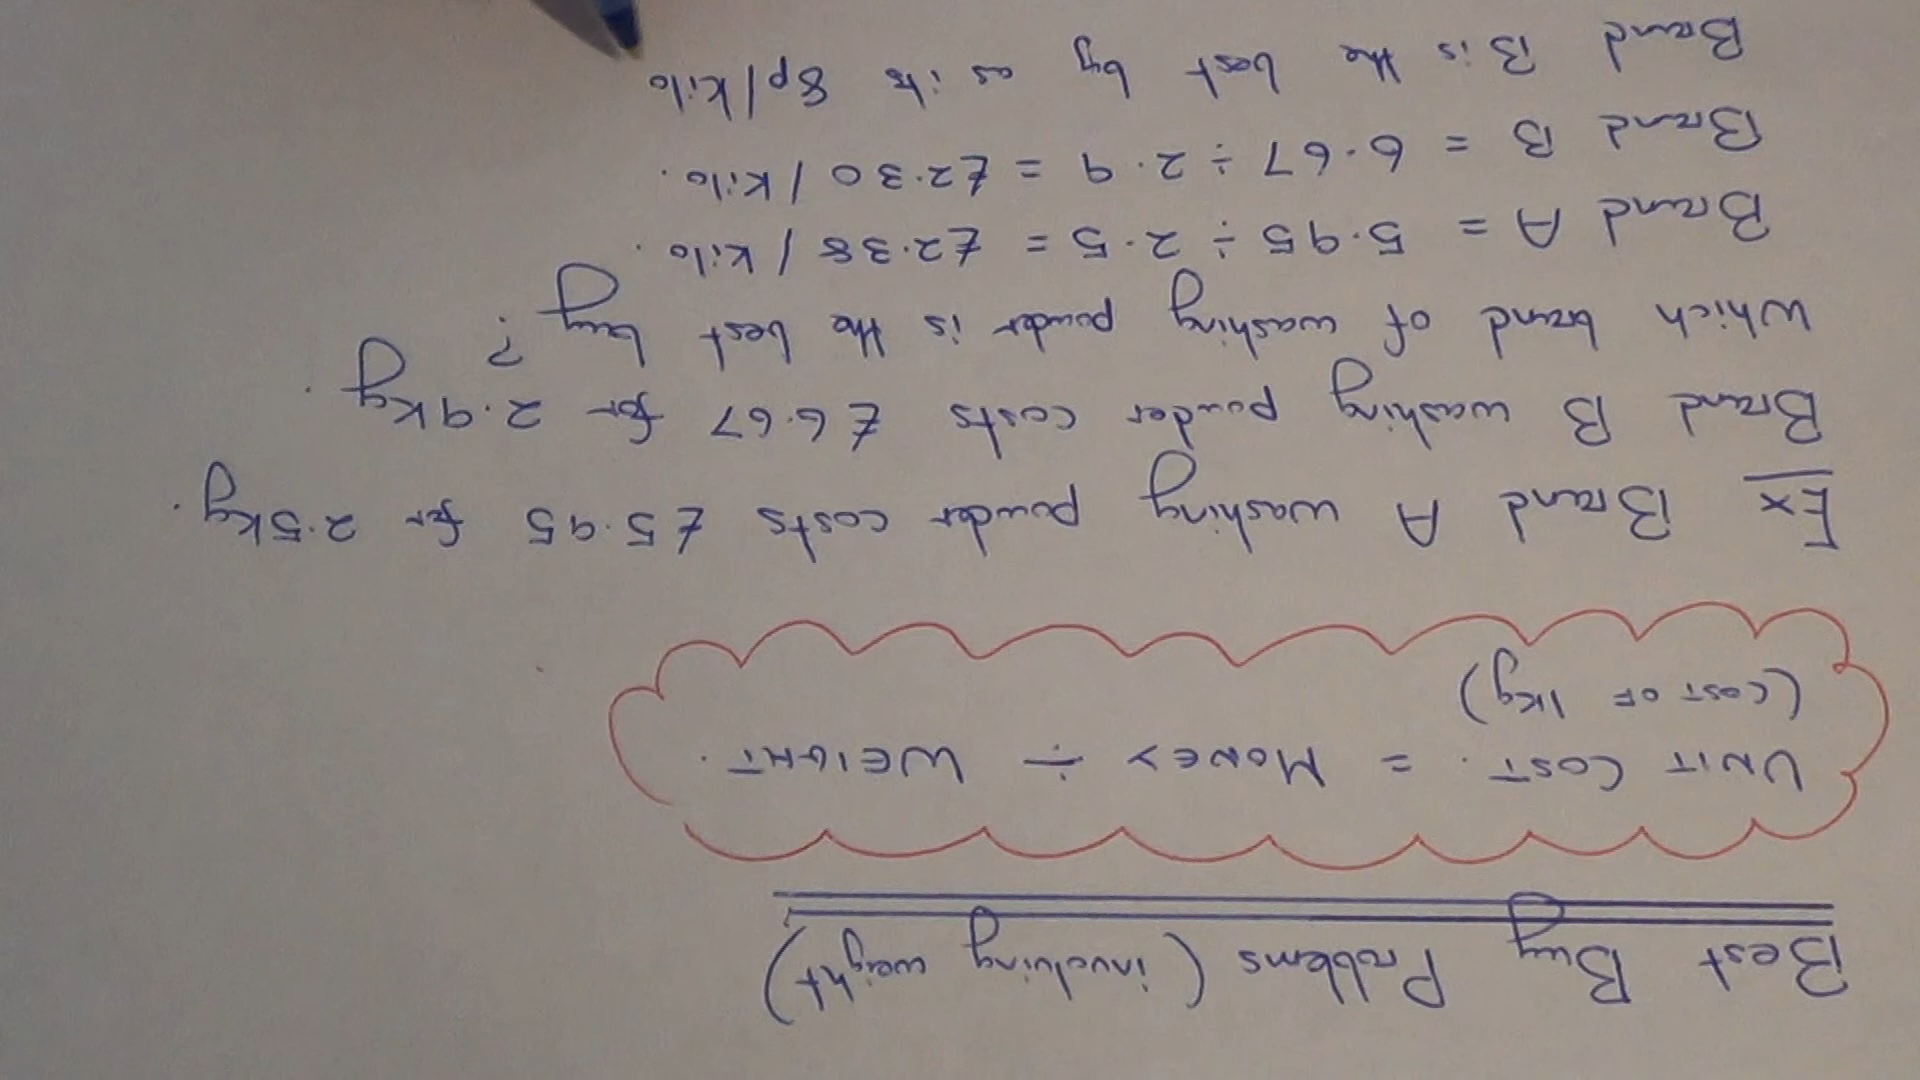 Best Buy Problems (involving weight)
UNIT COST. = MONEY ÷ WEIGHT.
(COST OF 1kg)
Ex Brand A washing powder costs £5.95 for 2.5kg.
Brand B washing powder costs £6.67 for 2.9kg.
Which brand of washing powder is the best buy?
Brand A = 5.95 ÷ 2.5 = £2.38 / kilo.
Brand B = 6.67 ÷ 2.9 = £2.30 / kilo.
Brand B is the best by as its 8p/kilo